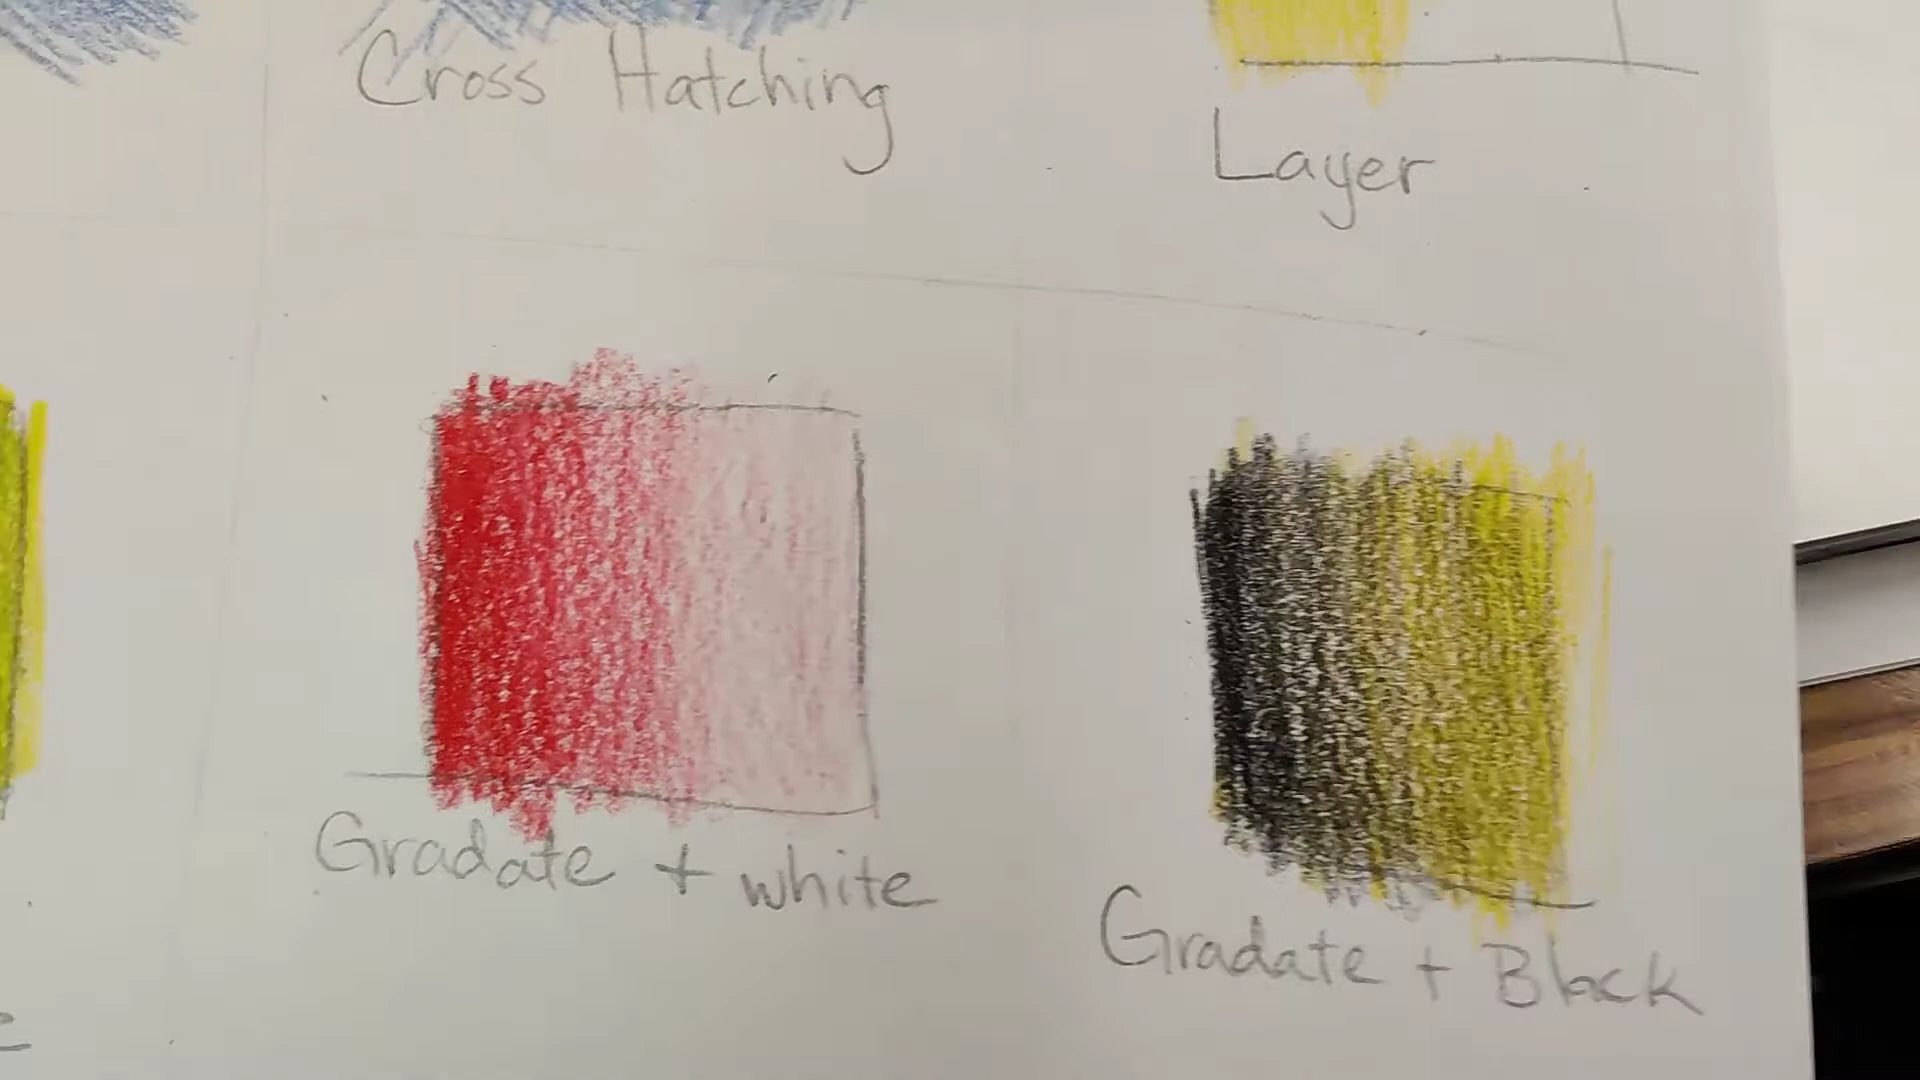 Cross Hatching
Layer
Gradate + white
Gradate + Black